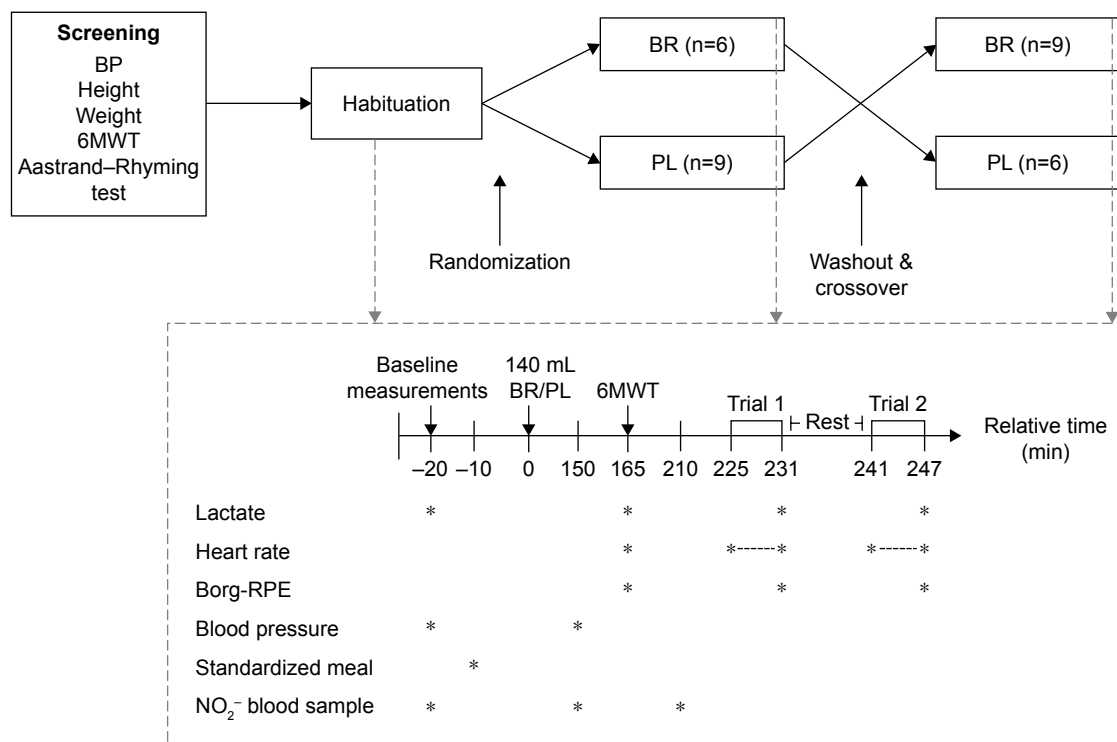 Screening
BP
Height
Weight
6MWT
Aastrand–Rhyming
test
Habituation
BR (n=6)
PL (n=9)
BR (n=9)
PL (n=6)
Randomization
Washout &
crossover
Baseline
measurements
140 mL
BR/PL
6MWT
Trial 1
Rest
Trial 2
Relative time
(min)
–20 –10 0 150 165 210 225 231 241 247
Lactate * * * *
Heart rate * *------* *------*
Borg-RPE * * *
Blood pressure * *
Standardized meal *
NO₂⁻ blood sample * * *